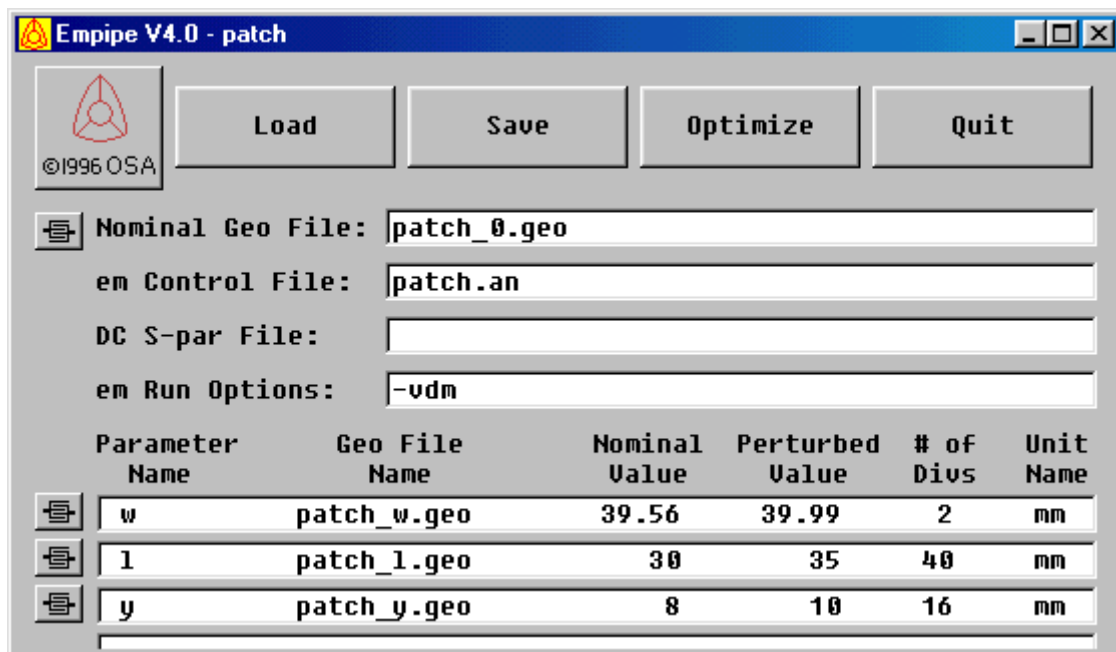 Empipe V4.0 - patch
©1996 OSA
Load Save Optimize Quit
Nominal Geo File: patch_0.geo
em Control File: patch.an
DC S-par File:
em Run Options: -vdm
Parameter Geo File Nominal Perturbed # of Unit
Name Name Value Value Divs Name
w patch_w.geo 39.56 39.99 2 mm
l patch_l.geo 30 35 40 mm
y patch_y.geo 8 10 16 mm